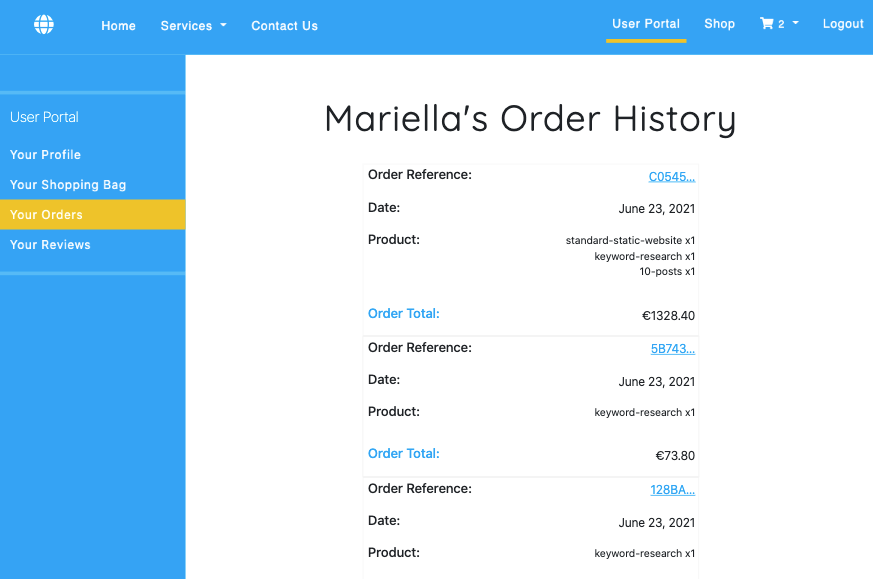 Home Services Contact Us User Portal Shop 2 Logout
User Portal
Your Profile
Your Shopping Bag
Your Orders
Your Reviews
Mariella's Order History
Order Reference: C0545...
Date: June 23, 2021
Product: standard-static-website x1
keyword-research x1
10-posts x1
Order Total: €1328.40
Order Reference: 5B743...
Date: June 23, 2021
Product: keyword-research x1
Order Total: €73.80
Order Reference: 128BA...
Date: June 23, 2021
Product: keyword-research x1